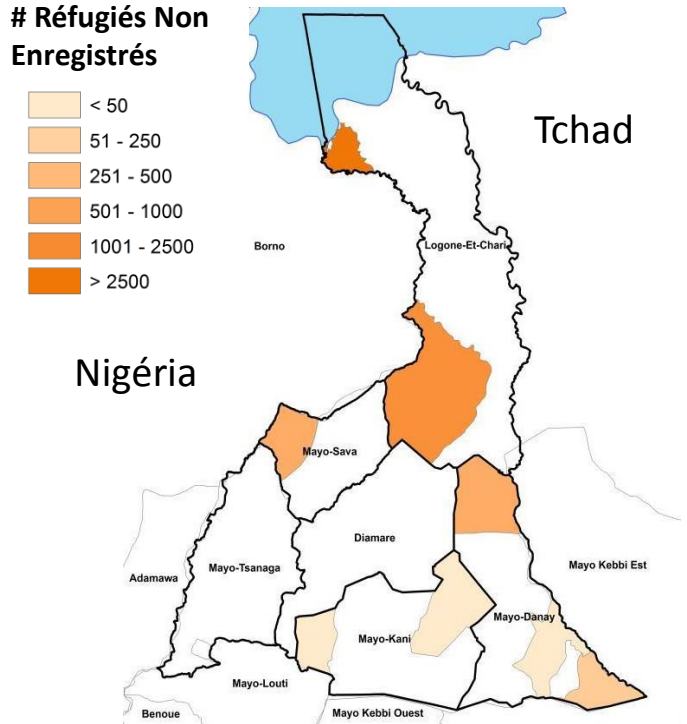 # Réfugiés Non
Enregistrés
< 50
51 - 250
251 - 500
501 - 1000
1001 - 2500
> 2500
Tchad
Borno
Logone-Et-Chari
Nigéria
Mayo-Sava
Diamare
Adamawa
Mayo-Tsanaga
Mayo Kebbi Est
Mayo-Danay
Mayo-Kani
Mayo-Louti
Benoue
Mayo Kebbi Ouest